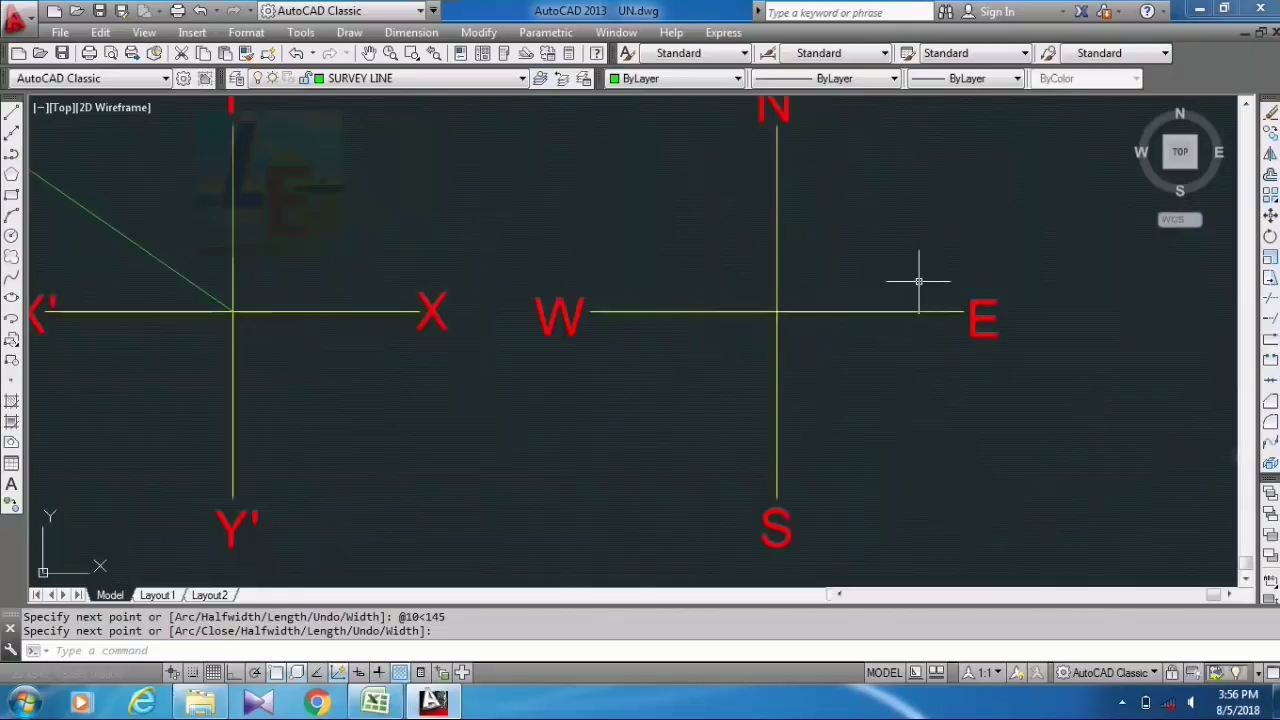 AutoCAD Classic
AutoCAD 2013 UN.dwg
Type a keyword or phrase
Sign In
File Edit View Insert Format Tools Draw Dimension Modify Parametric Window Help Express
Standard Standard Standard Standard
AutoCAD Classic SURVEY LINE ByLayer ByLayer ByLayer ByColor
[−][Top][2D Wireframe]
N
W TOP E
S
WCS
N
X' X W E
Y' S
Y
X
Model Layout1 Layout2
Specify next point or [Arc/Halfwidth/Length/Undo/Width]: @10<145
Specify next point or [Arc/Close/Halfwidth/Length/Undo/Width]:
Type a command
MODEL 1:1 AutoCAD Classic
3:56 PM
8/5/2018